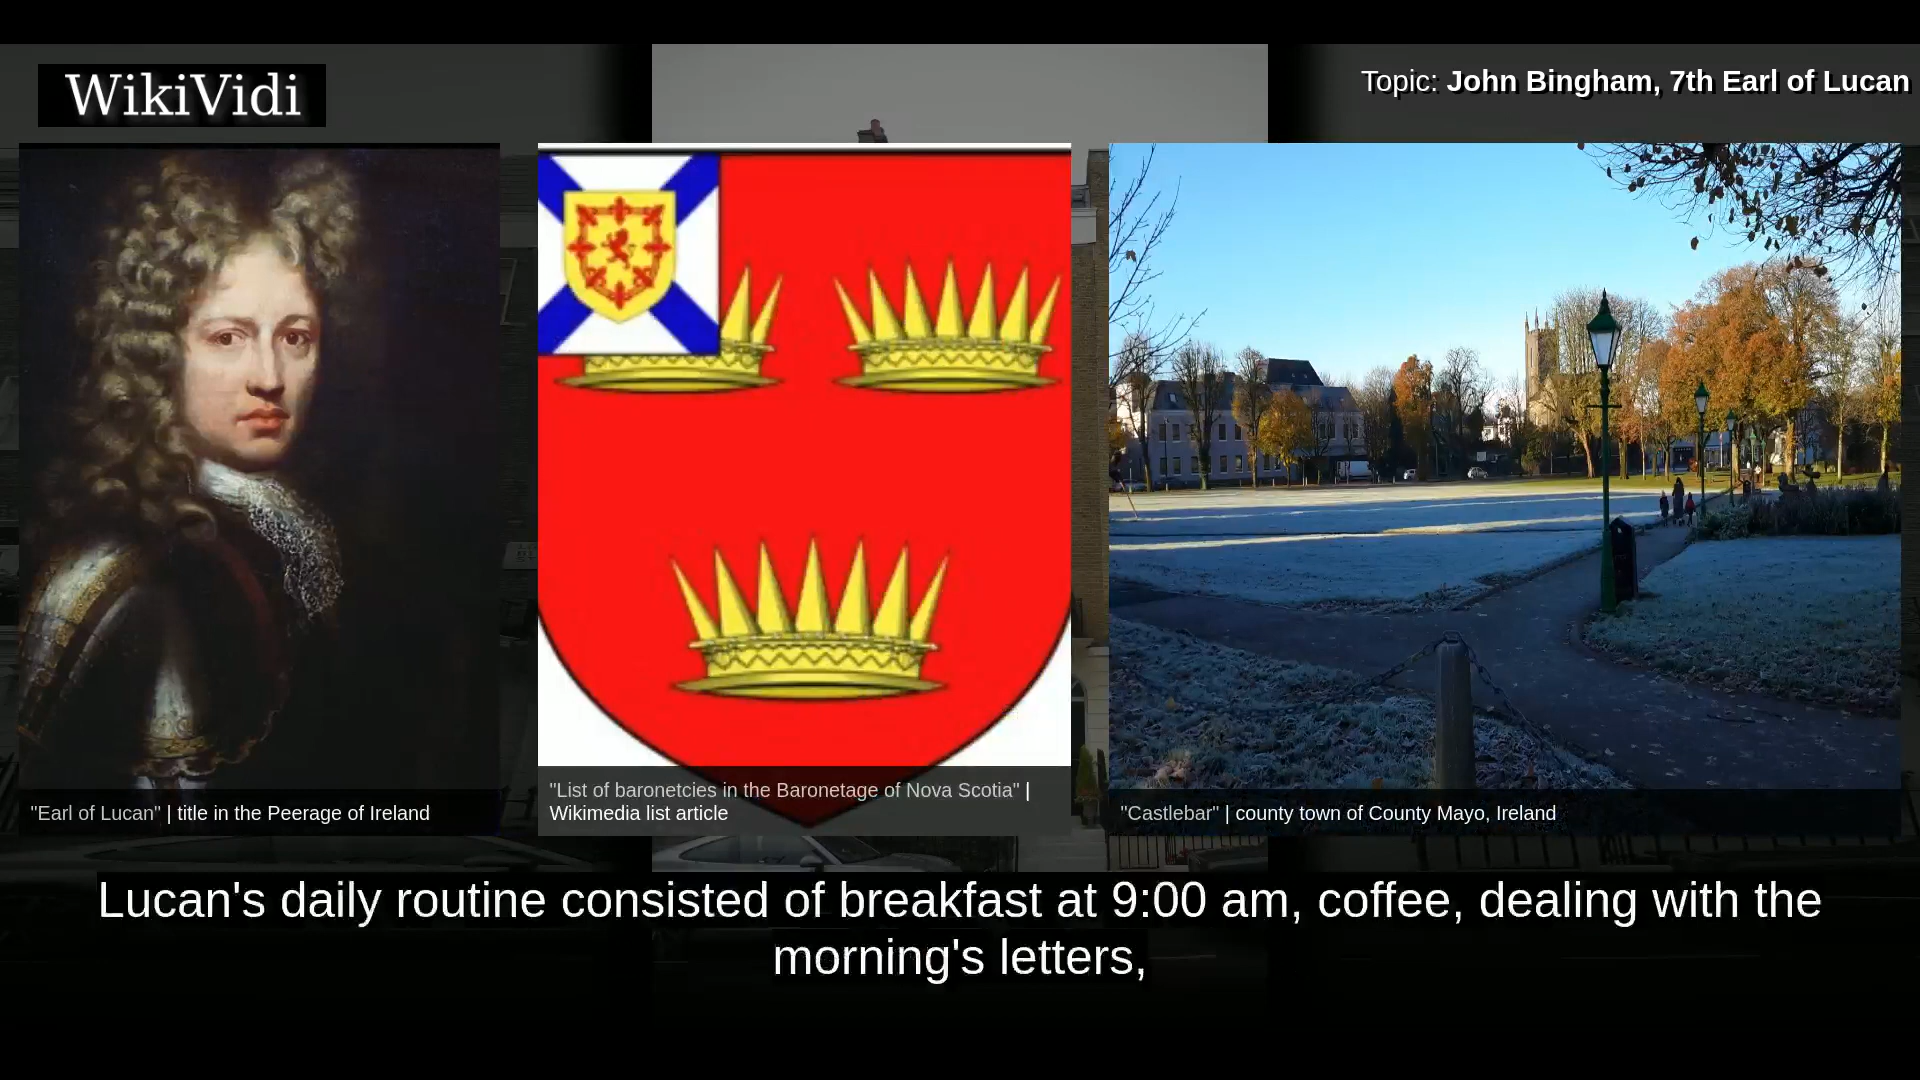 WikiVidi
Topic: John Bingham, 7th Earl of Lucan
"Earl of Lucan" | title in the Peerage of Ireland
"List of baronetcies in the Baronetage of Nova Scotia" |
Wikimedia list article
"Castlebar" | county town of County Mayo, Ireland
Lucan's daily routine consisted of breakfast at 9:00 am, coffee, dealing with the
morning's letters,